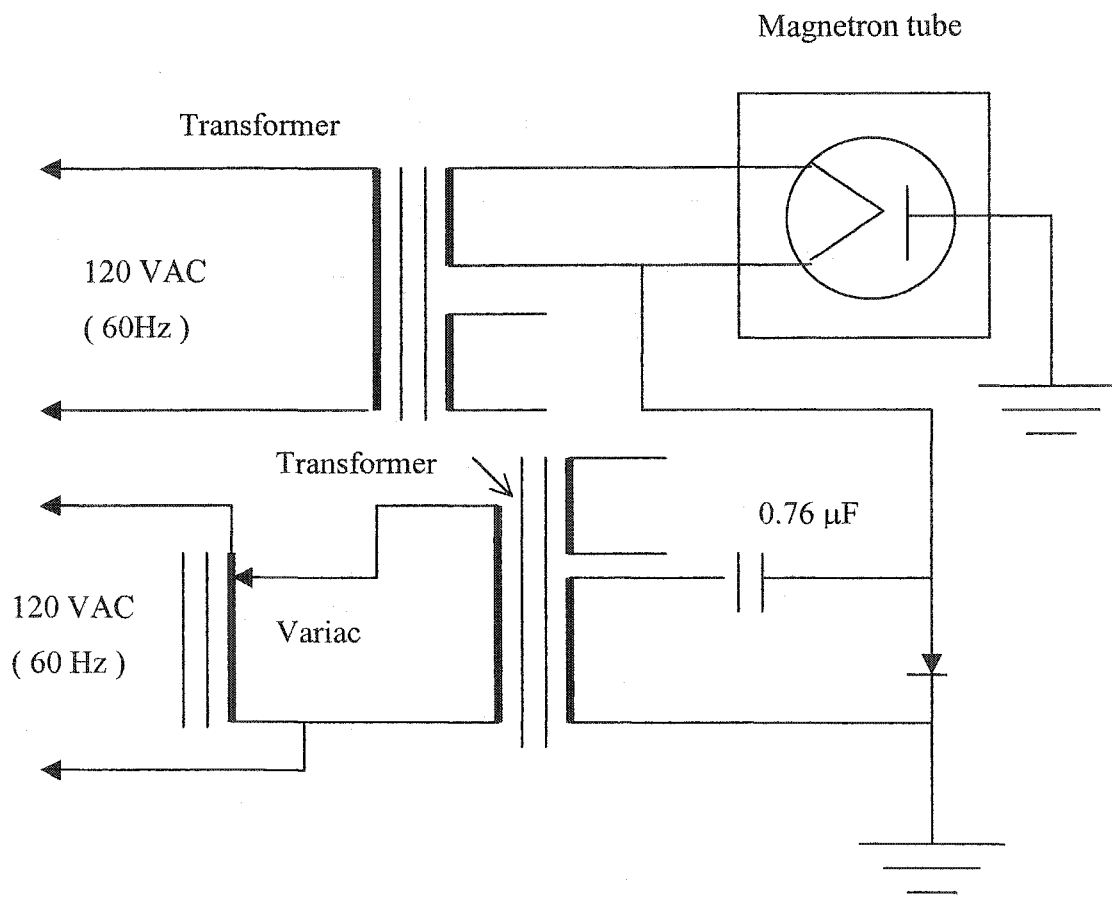 Magnetron tube
Transformer
120 VAC
( 60Hz )
Transformer
0.76 μF
120 VAC
( 60 Hz )
Variac